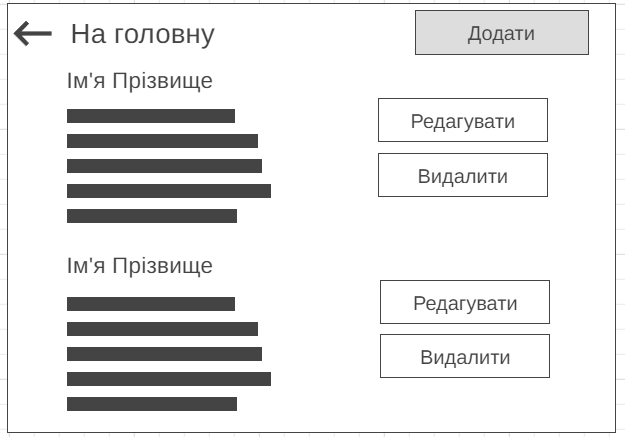 На головну
Додати
Ім'я Прізвище
Редагувати
Видалити
Ім'я Прізвище
Редагувати
Видалити